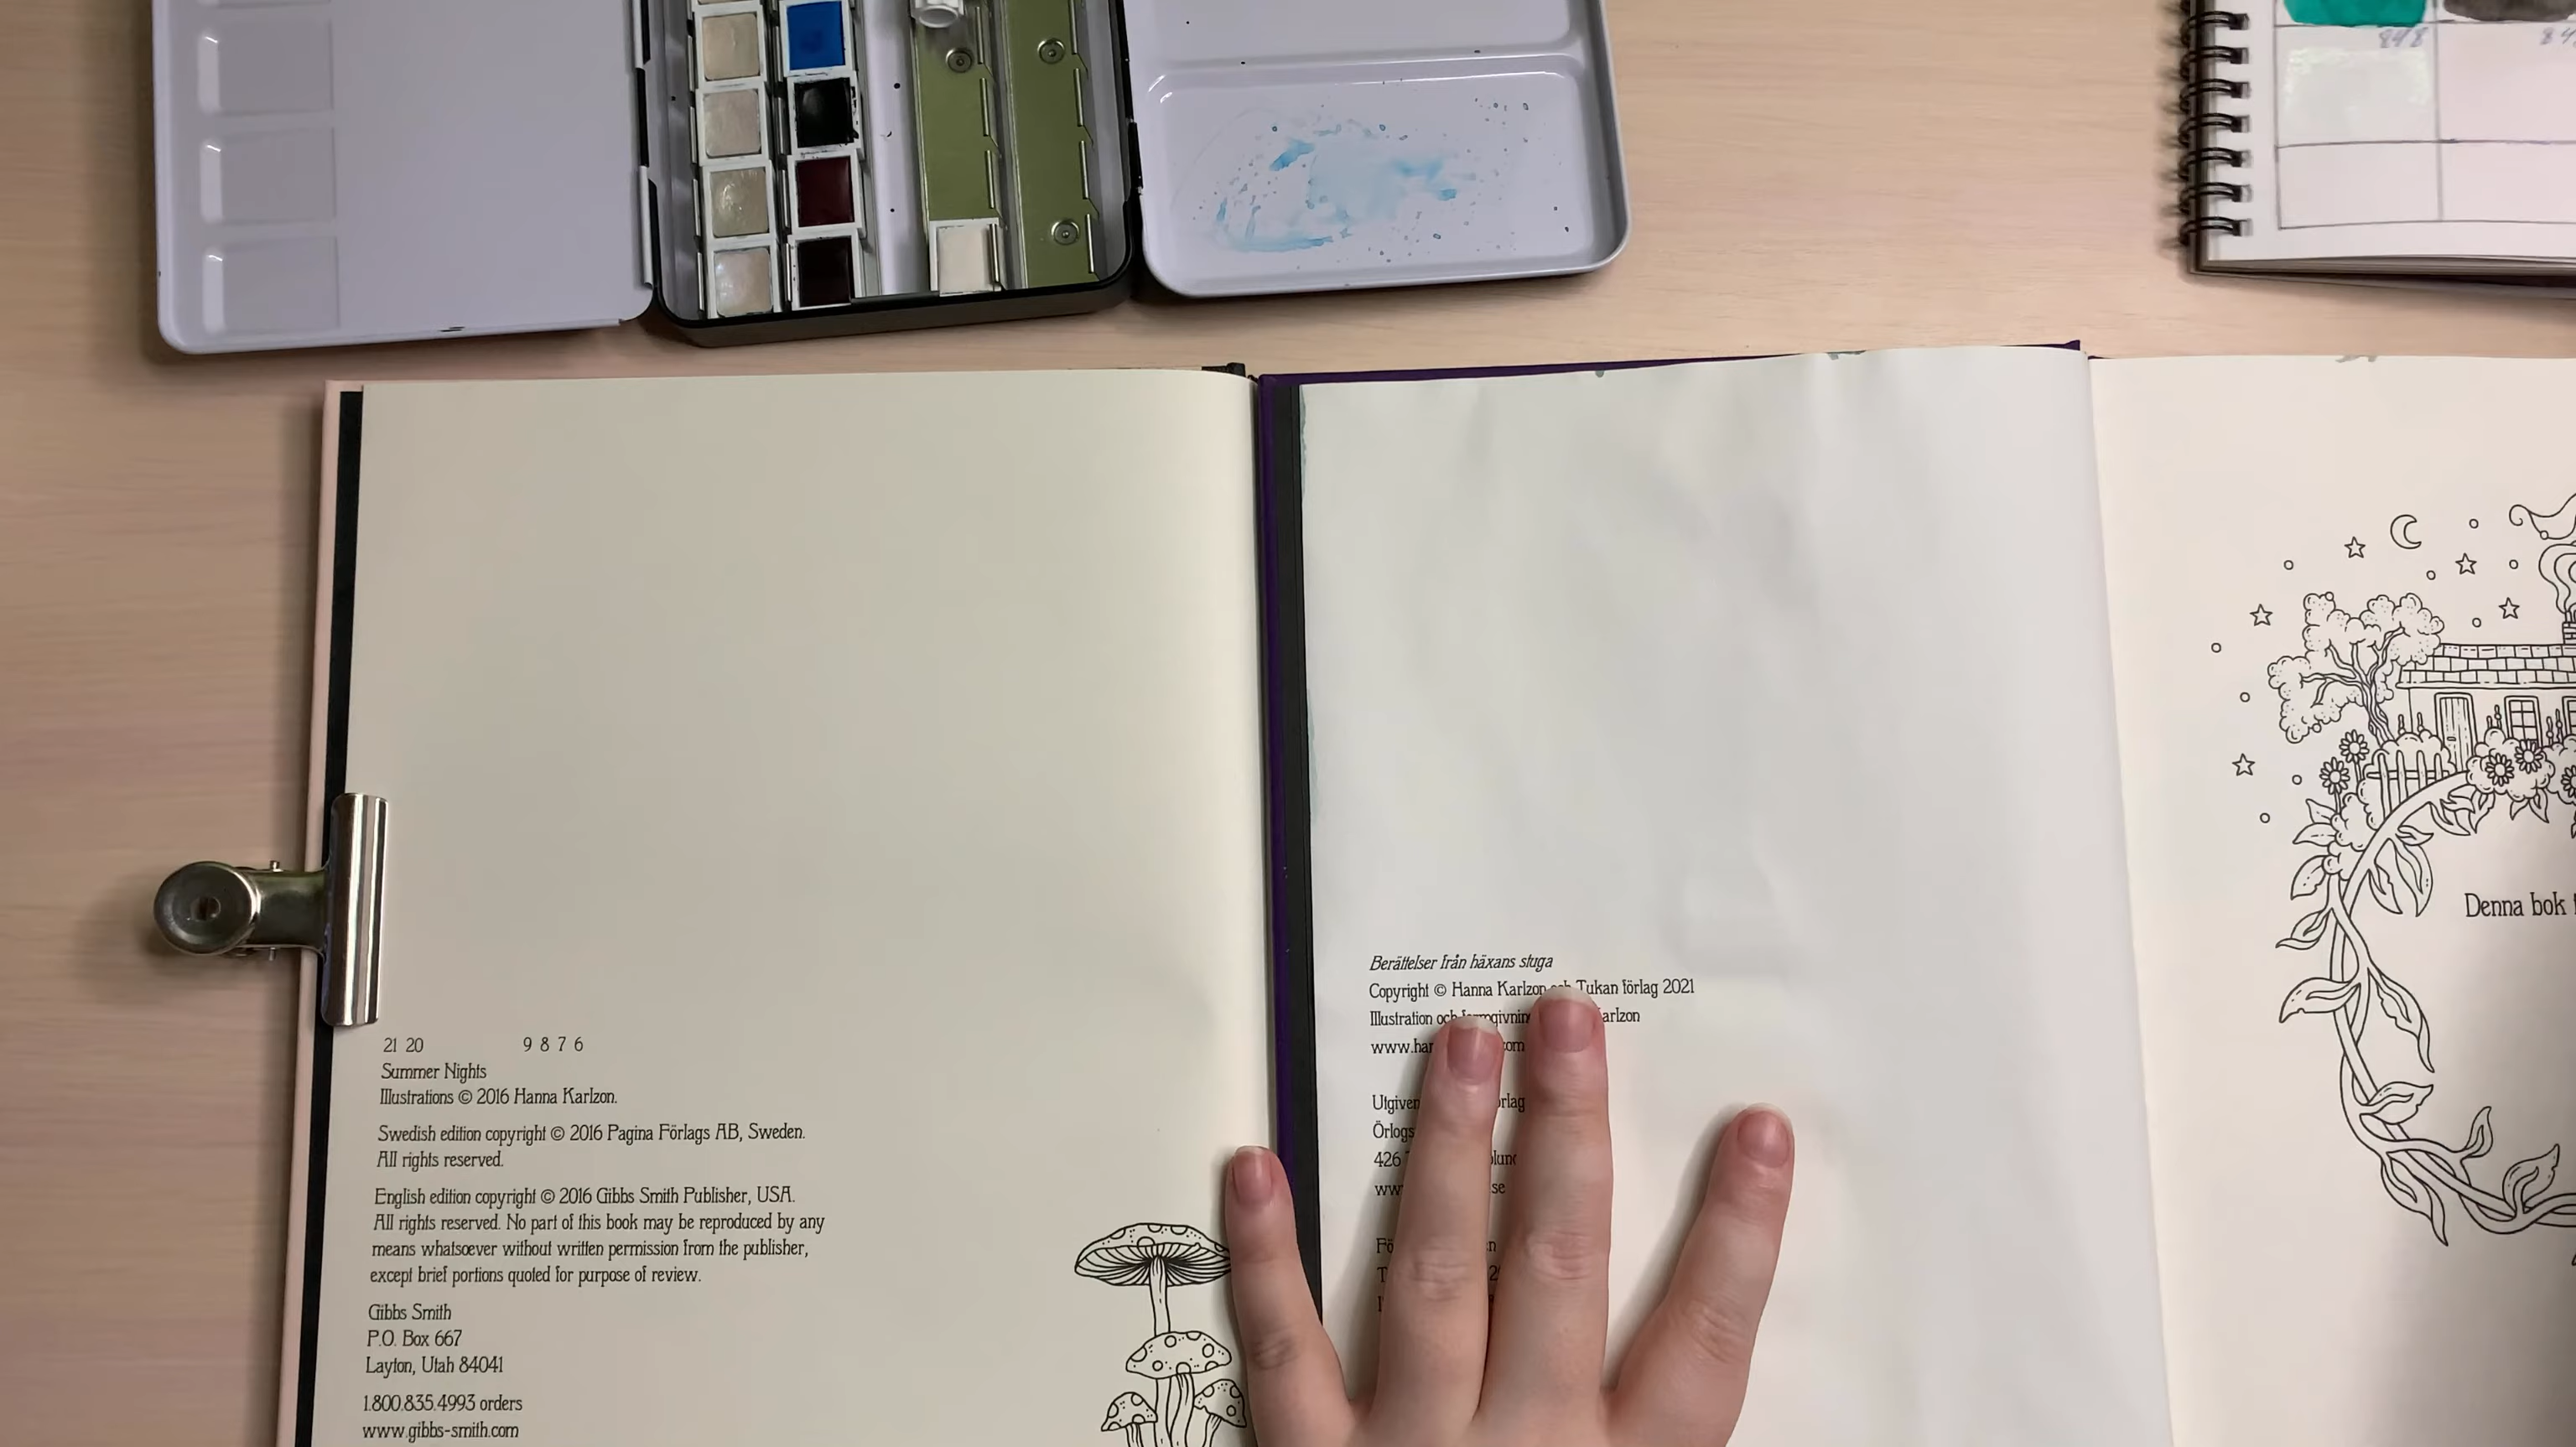 848
21 20 9 8 7 6
Summer Nights
Illustrations © 2016 Hanna Karlzon.
Swedish edition copyright © 2016 Pagina Förlags AB, Sweden.
All rights reserved.
English edition copyright © 2016 Gibbs Smith Publisher, USA.
All rights reserved. No part of this book may be reproduced by any
means whatsoever without written permission from the publisher,
except brief portions quoted for purpose of review.
Gibbs Smith
P.O. Box 667
Layton, Utah 84041
1.800.835.4993 orders
www.gibbs-smith.com
Berättelser från häxans stuga
Copyright © Hanna Karlzon och Tukan förlag 2021
Illustration och
426
Denna bok